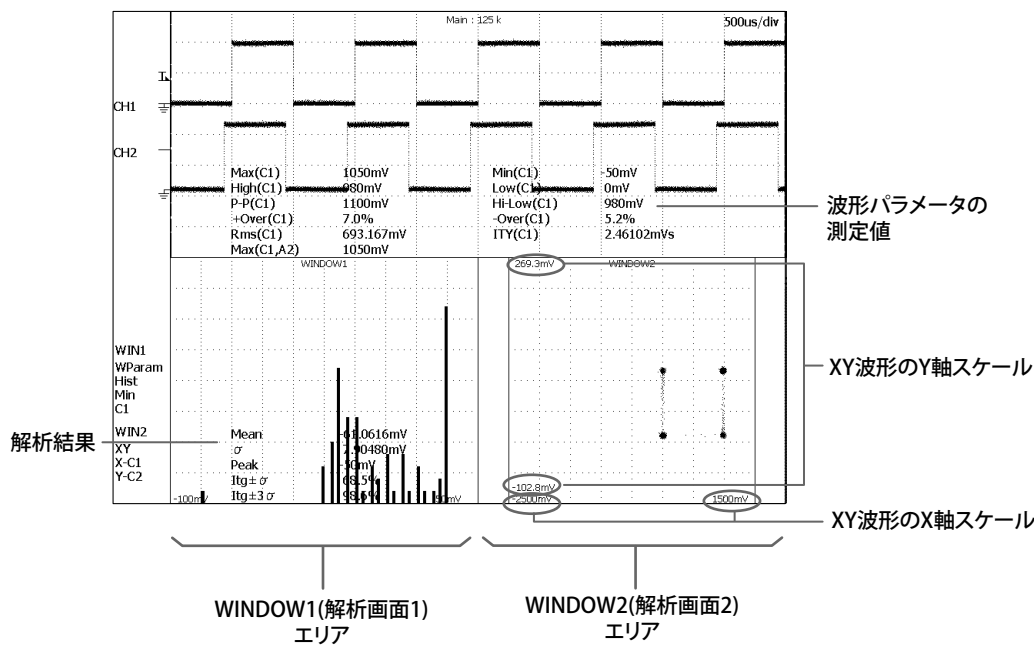 Main : 125 k
500us/div
CH1
CH2
Max(C1) 1050mV
High(C1) 980mV
P-P(C1) 1100mV
+Over(C1) 7.0%
Rms(C1) 693.167mV
Max(C1,A2) 1050mV
Min(C1) -50mV
Low(C1) 0mV
Hi-Low(C1) 980mV
-Over(C1) 5.2%
ITY(C1) 2.46102mVs
波形パラメータの
測定値
WINDOW1
269.3mV
WINDOW2
XY波形のY軸スケール
WIN1
WParam
Hist
Min
C1
WIN2
XY
X-C1
Y-C2
解析結果
Mean -61.0616mV
σ 7.90480mV
Peak -50mV
Itg±σ 68.5%
Itg±3σ
-100mV
-102.8mV
-2500mV
1500mV
XY波形のX軸スケール
WINDOW1(解析画面1)
エリア
WINDOW2(解析画面2)
エリア